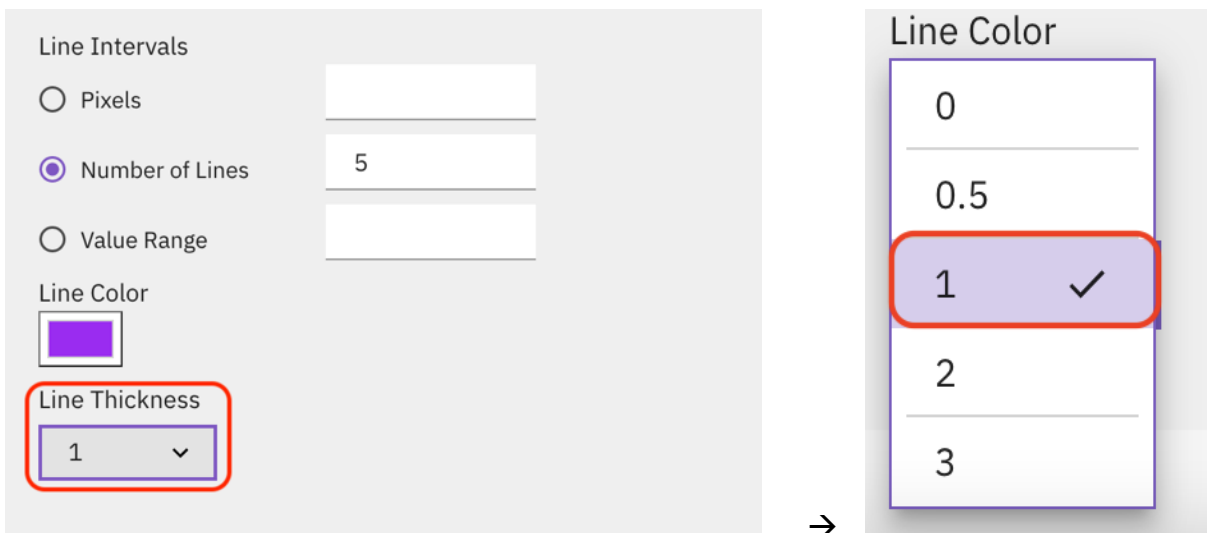 Line Intervals
Pixels
Number of Lines 5
Value Range
Line Color
Line Thickness
1
→
Line Color
0
0.5
1
2
3